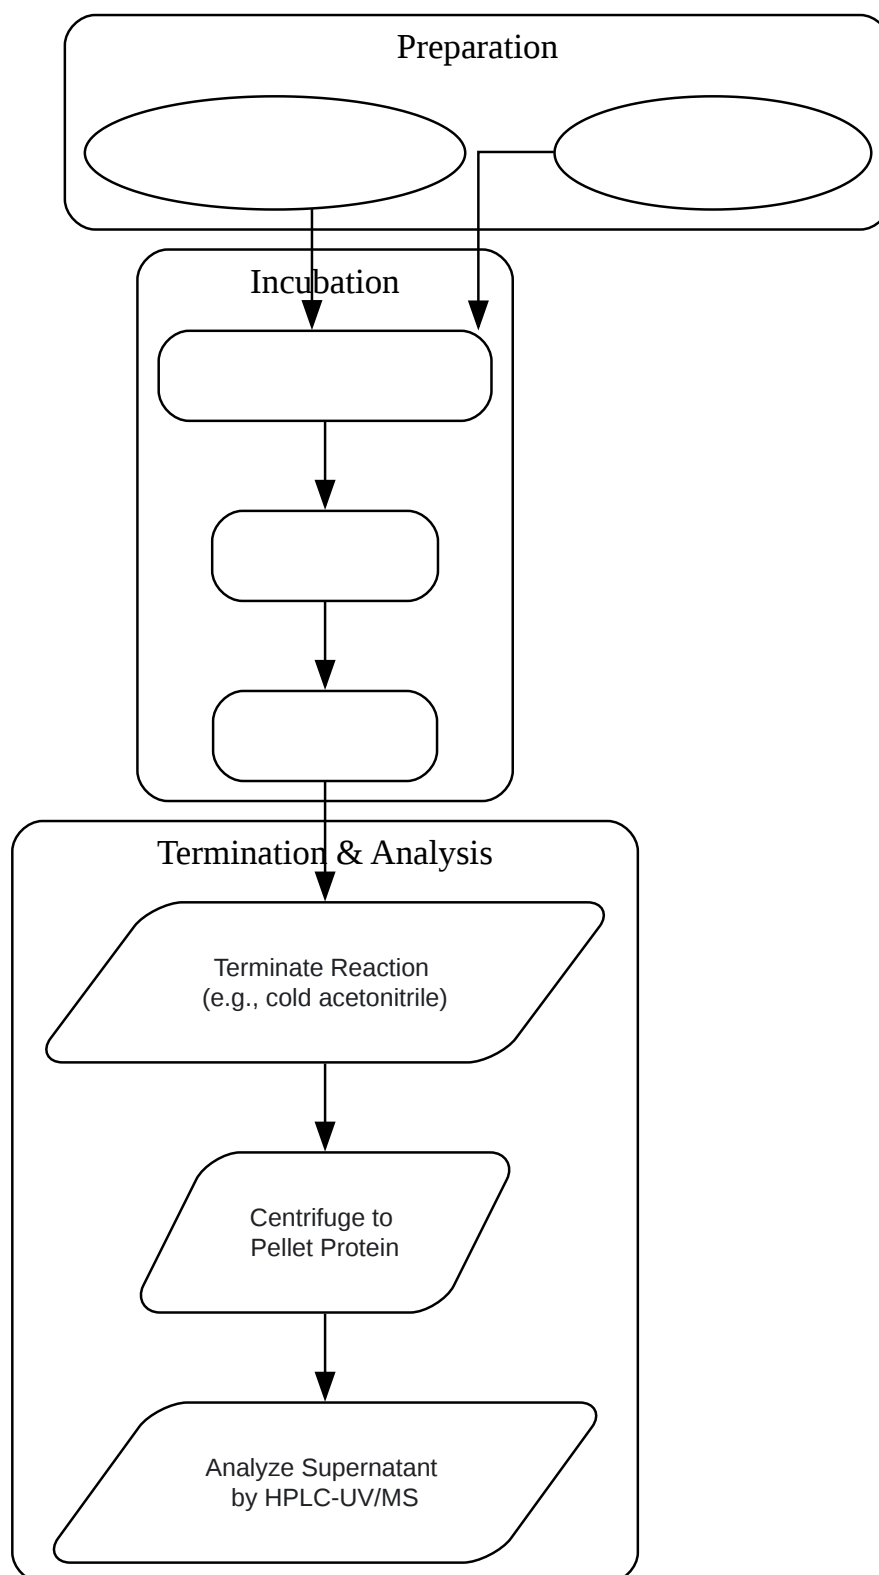 Preparation
Incubation
Termination & Analysis
Terminate Reaction
(e.g., cold acetonitrile)
Centrifuge to
Pellet Protein
Analyze Supernatant
by HPLC-UV/MS